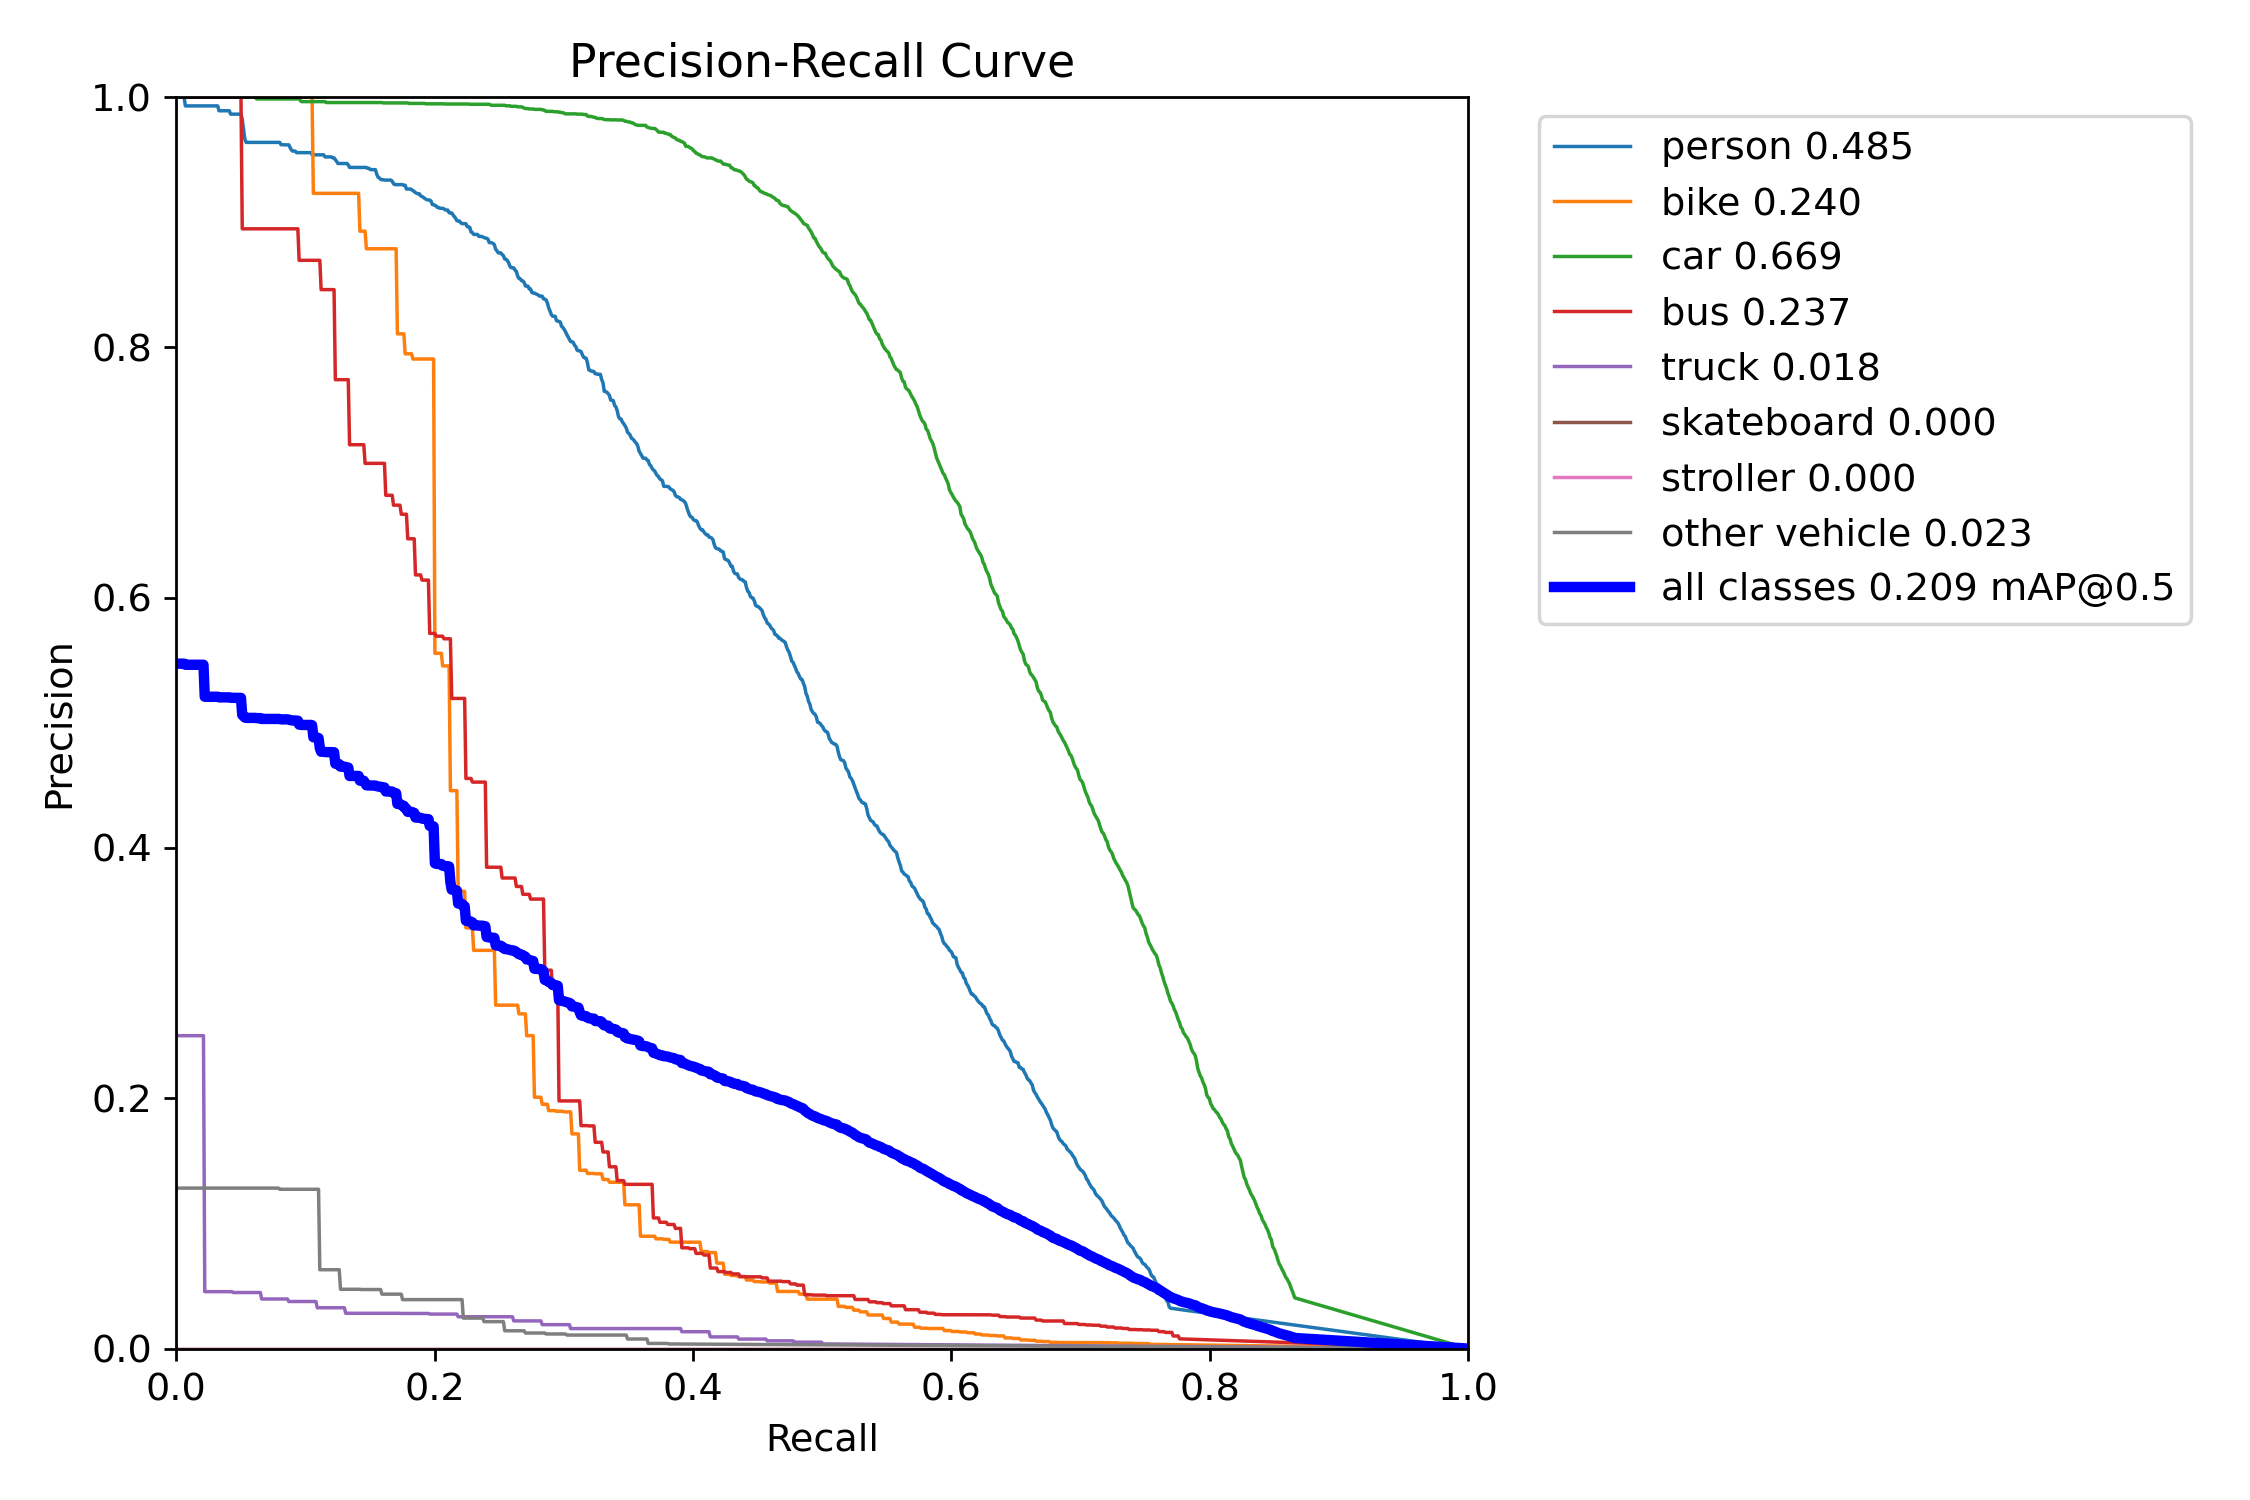 Precision-Recall Curve
1.0
0.8
0.6
0.4
0.2
0.0
Precision
0.0 0.2 0.4 0.6 0.8 1.0
Recall
person 0.485
bike 0.240
car 0.669
bus 0.237
truck 0.018
skateboard 0.000
stroller 0.000
other vehicle 0.023
all classes 0.209 mAP@0.5